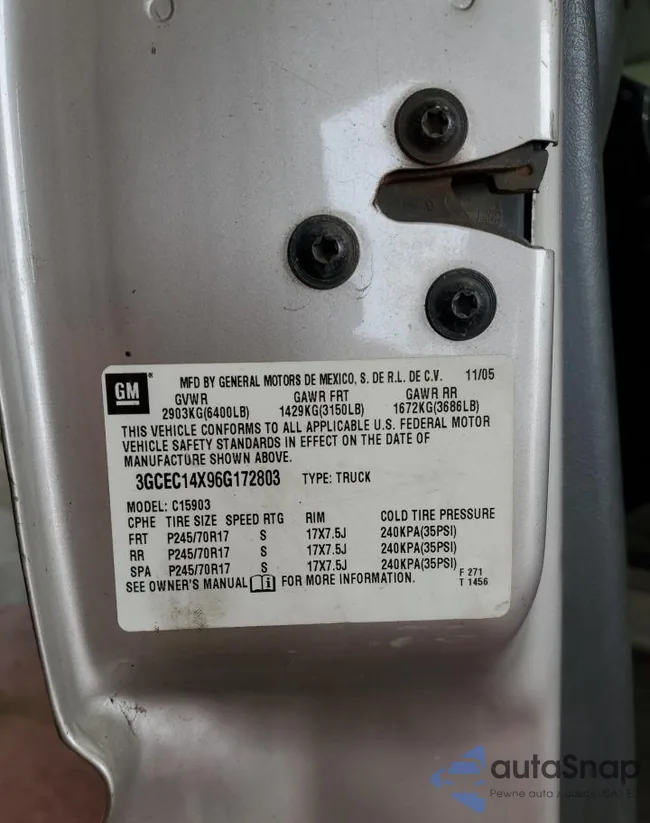 GM
MFD BY GENERAL MOTORS DE MEXICO, S. DE R.L. DE C.V. 11/05
GVWR GAWR FRT GAWR RR
2903KG(6400LB) 1429KG(3150LB) 1672KG(3686LB)
THIS VEHICLE CONFORMS TO ALL APPLICABLE U.S. FEDERAL MOTOR
VEHICLE SAFETY STANDARDS IN EFFECT ON THE DATE OF
MANUFACTURE SHOWN ABOVE.
3GCEC14X96G172803 TYPE: TRUCK
MODEL: C15903
CPHE TIRE SIZE SPEED RTG RIM COLD TIRE PRESSURE
FRT P245/70R17 S 17X7.5J 240KPA(35PSI)
RR P245/70R17 S 17X7.5J 240KPA(35PSI)
SPA P245/70R17 S 17X7.5J 240KPA(35PSI)
SEE OWNER'S MANUAL FOR MORE INFORMATION.
F 271
T 1456
autaSnap
Pewne auto z